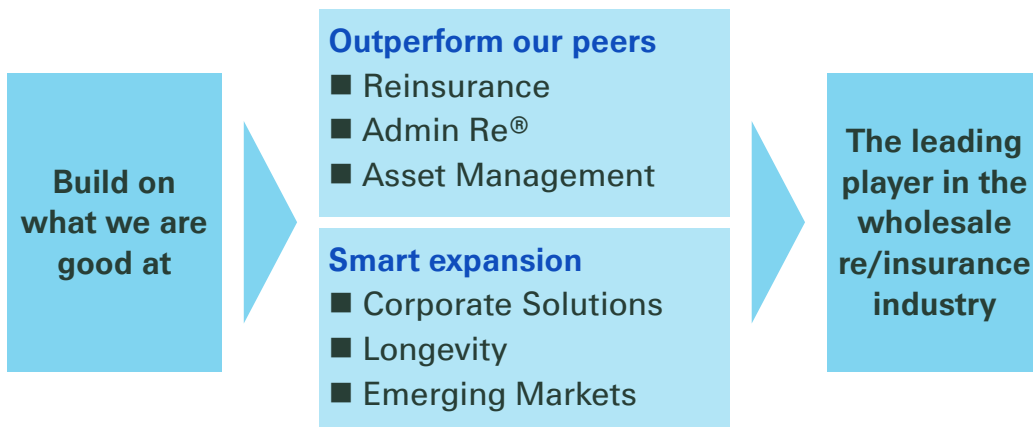 Build on
what we are
good at
Outperform our peers
■ Reinsurance
■ Admin Re®
■ Asset Management
Smart expansion
■ Corporate Solutions
■ Longevity
■ Emerging Markets
The leading
player in the
wholesale
re/insurance
industry